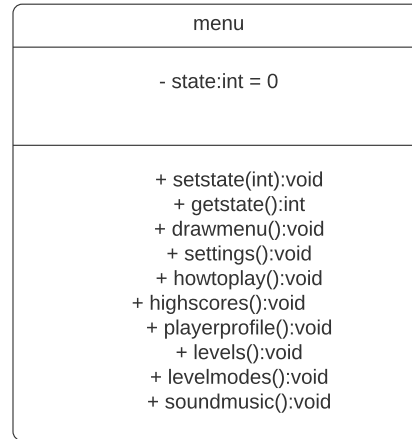 menu
- state:int = 0
+ setstate(int):void
+ getstate():int
+ drawmenu():void
+ settings():void
+ howtoplay():void
+ highscores():void
+ playerprofile():void
+ levels():void
+ levelmodes():void
+ soundmusic():void